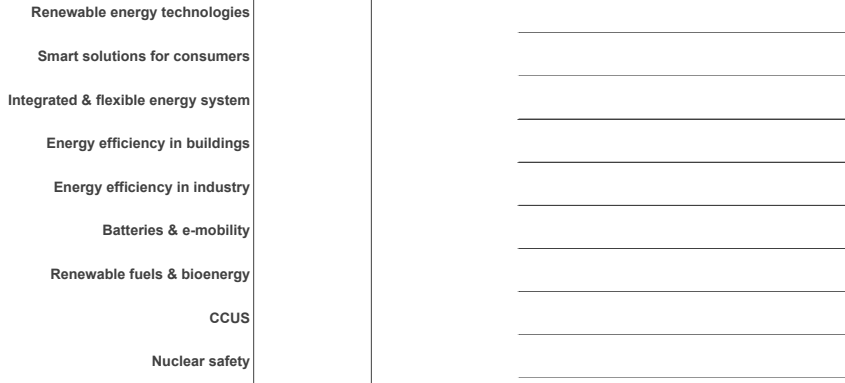 Renewable energy technologies
Smart solutions for consumers
Integrated & flexible energy system
Energy efficiency in buildings
Energy efficiency in industry
Batteries & e-mobility
Renewable fuels & bioenergy
CCUS
Nuclear safety